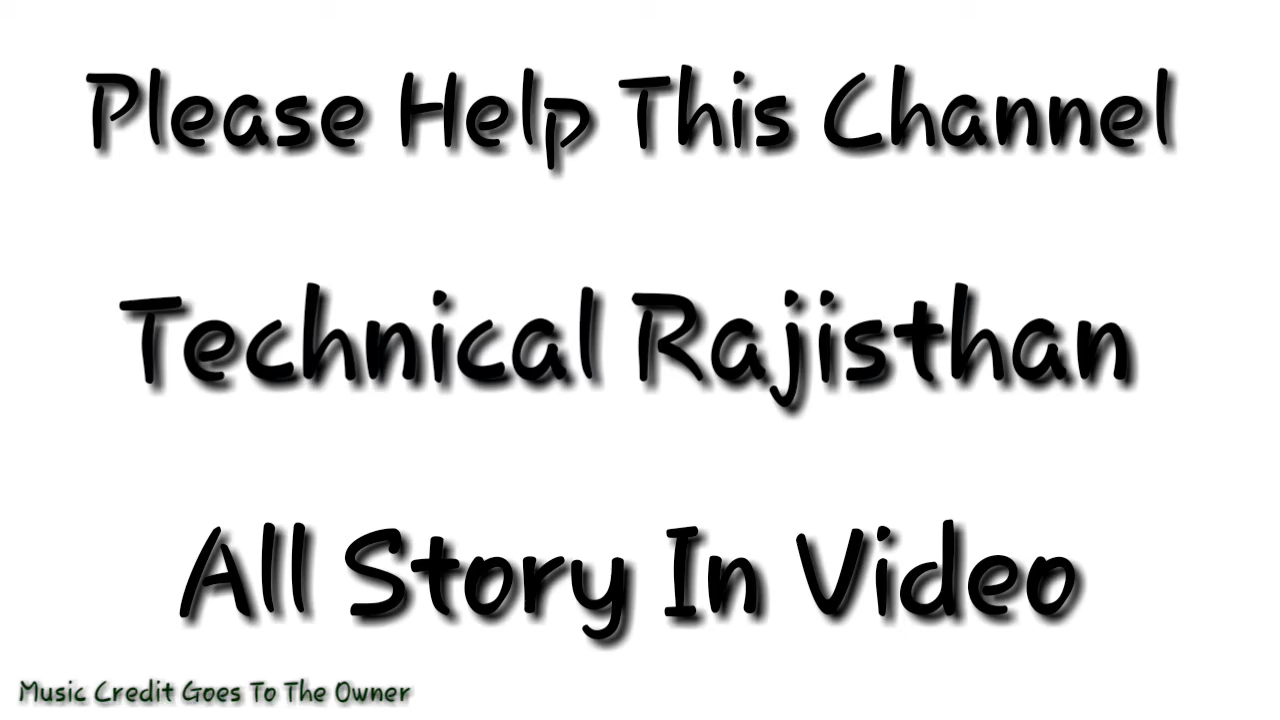 Please Help This Channel
Technical Rajisthan
All Story In Video
Music Credit Goes To The Owner